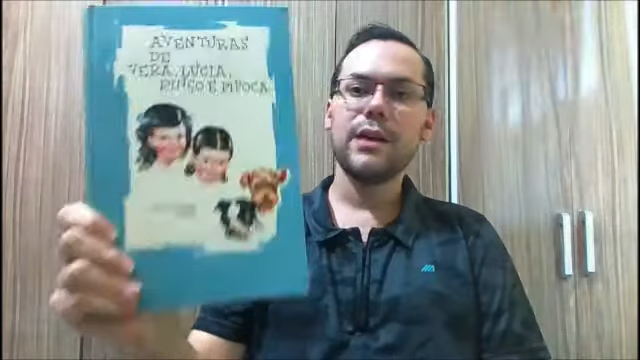 AVENTURAS
DE
VERA, LÚCIA,
PINGO E PIPOCA